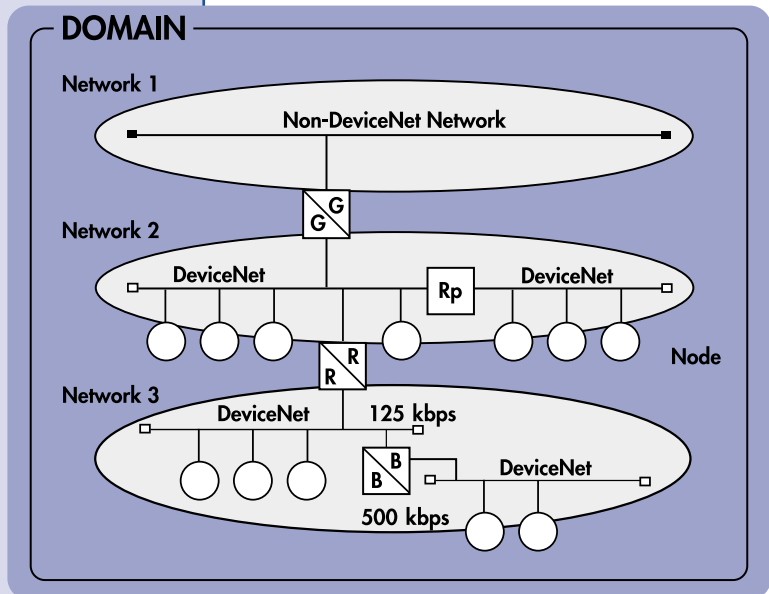 DOMAIN
Network 1
Non-DeviceNet Network
G
G
Network 2
DeviceNet
Rp
DeviceNet
R
R
Node
Network 3
DeviceNet
125 kbps
B
B
DeviceNet
500 kbps